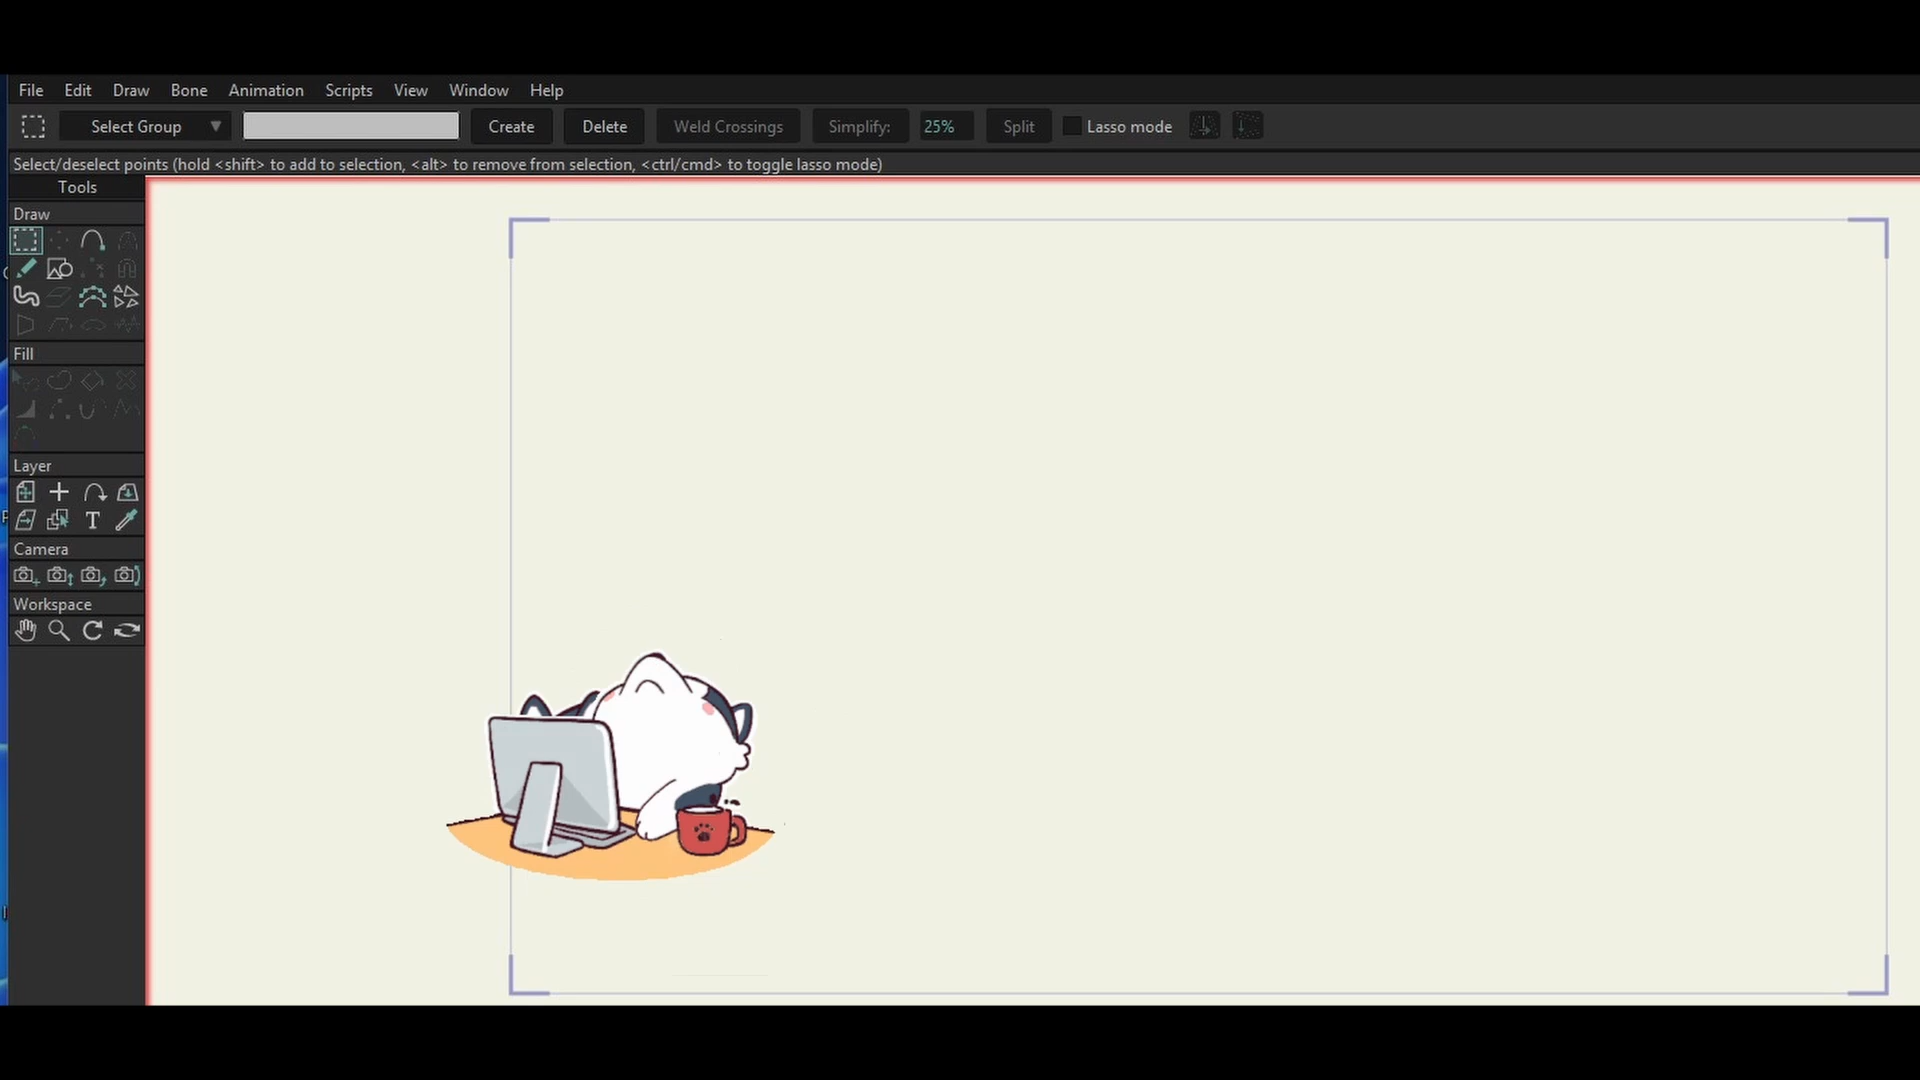 File Edit Draw Bone Animation Scripts View Window Help
Select Group Create Delete Weld Crossings Simplify: 25% Split Lasso mode
Select/deselect points (hold <shift> to add to selection, <alt> to remove from selection, <ctrl/cmd> to toggle lasso mode)
Tools
Draw
Fill
Layer
T
Camera
Workspace